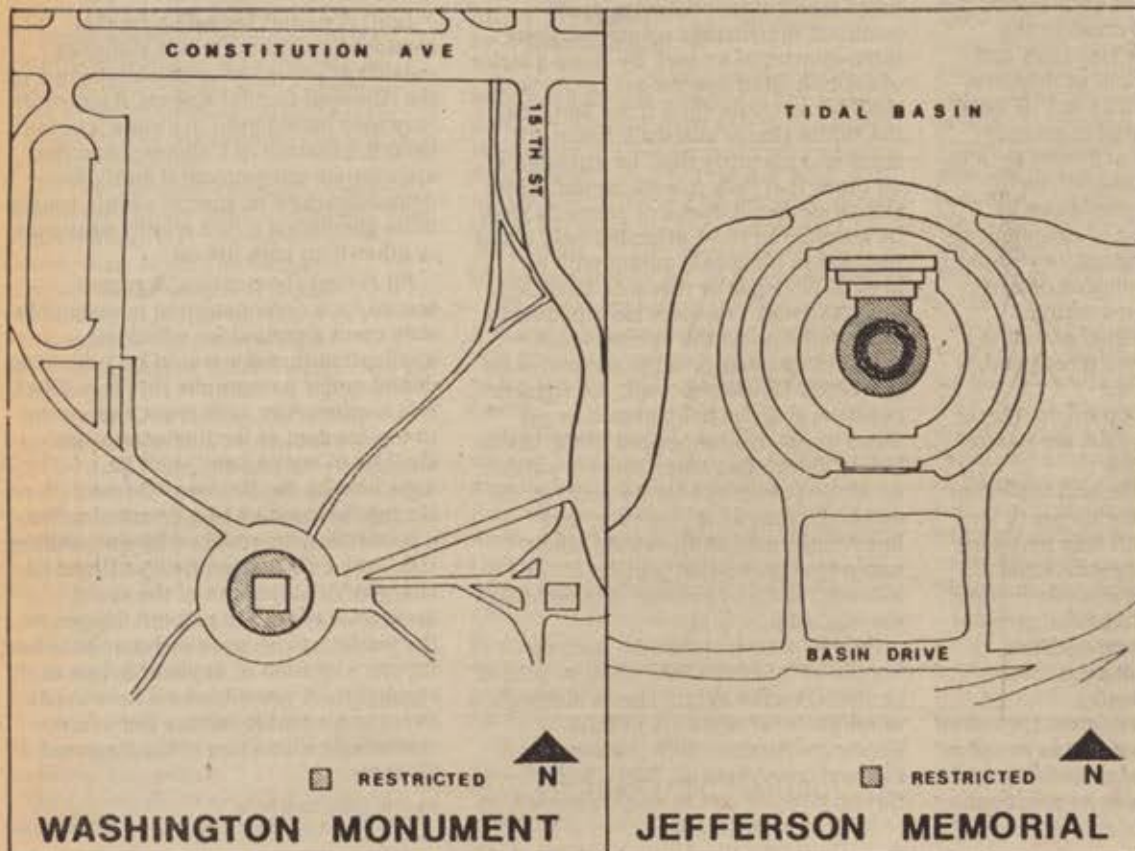 CONSTITUTION AVE
15 TH ST
RESTRICTED
N
WASHINGTON MONUMENT
TIDAL BASIN
BASIN DRIVE
RESTRICTED
N
JEFFERSON MEMORIAL